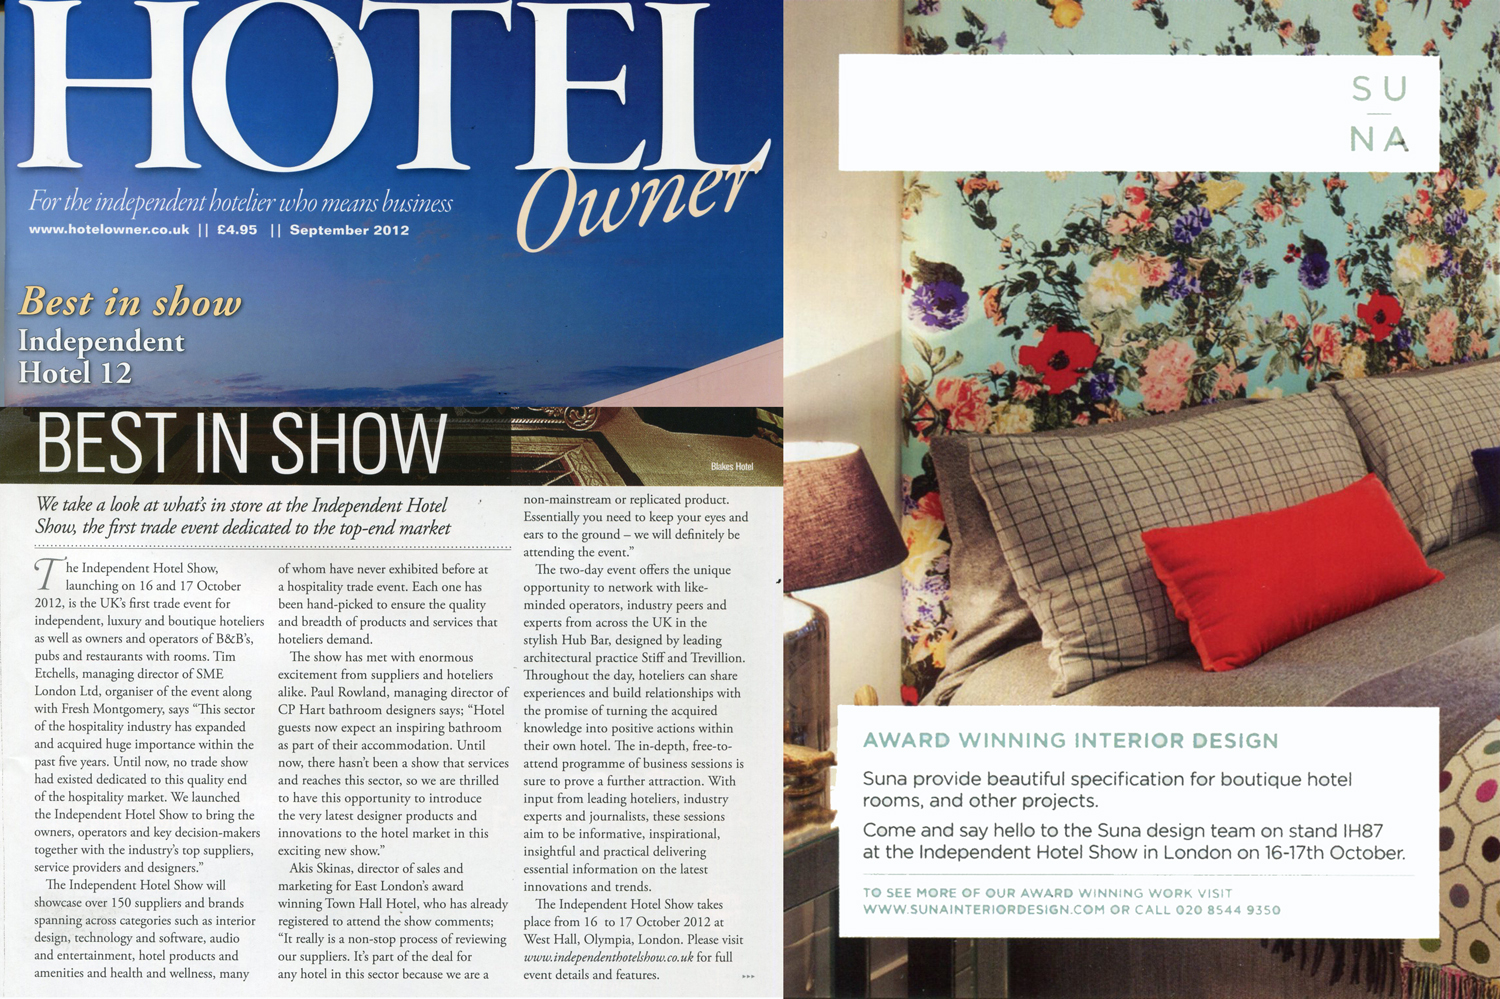 HOTEL
Owner
For the independent hotelier who means business
www.hotelowner.co.uk || £4.95 || September 2012
Best in show
Independent
Hotel 12
BEST IN SHOW
Blakes Hotel
We take a look at what's in store at the Independent Hotel
Show, the first trade event dedicated to the top-end market
The Independent Hotel Show,
launching on 16 and 17 October
2012, is the UK's first trade event for
independent, luxury and boutique hoteliers
as well as owners and operators of B&B's,
pubs and restaurants with rooms. Tim
Etchells, managing director of SME
London Ltd, organiser of the event along
with Fresh Montgomery, says "This sector
of the hospitality industry has expanded
and acquired huge importance within the
past five years. Until now, no trade show
had existed dedicated to this quality end
of the hospitality market. We launched
the Independent Hotel Show to bring the
owners, operators and key decision-makers
together with the industry's top suppliers,
service providers and designers."
The Independent Hotel Show will
showcase over 150 suppliers and brands
spanning across categories such as interior
design, technology and software, audio
and entertainment, hotel products and
amenities and health and wellness, many
of whom have never exhibited before at
a hospitality trade event. Each one has
been hand-picked to ensure the quality
and breadth of products and services that
hoteliers demand.
The show has met with enormous
excitement from suppliers and hoteliers
alike. Paul Rowland, managing director of
CP Hart bathroom designers says; "Hotel
guests now expect an inspiring bathroom
as part of their accommodation. Until
now, there hasn't been a show that services
and reaches this sector, so we are thrilled
to have this opportunity to introduce
the very latest designer products and
innovations to the hotel market in this
exciting new show."
Akis Skinas, director of sales and
marketing for East London's award
winning Town Hall Hotel, who has already
registered to attend the show comments;
"It really is a non-stop process of reviewing
our suppliers. It's part of the deal for
any hotel in this sector because we are a
non-mainstream or replicated product.
Essentially you need to keep your eyes and
ears to the ground – we will definitely be
attending the event."
The two-day event offers the unique
opportunity to network with like-
minded operators, industry peers and
experts from across the UK in the
stylish Hub Bar, designed by leading
architectural practice Stiff and Trevillion.
Throughout the day, hoteliers can share
experiences and build relationships with
the promise of turning the acquired
knowledge into positive actions within
their own hotel. The in-depth, free-to-
attend programme of business sessions is
sure to prove a further attraction. With
input from leading hoteliers, industry
experts and journalists, these sessions
aim to be informative, inspirational,
insightful and practical delivering
essential information on the latest
innovations and trends.
The Independent Hotel Show takes
place from 16 to 17 October 2012 at
West Hall, Olympia, London. Please visit
www.independenthotelshow.co.uk for full
event details and features.
SU
NA
AWARD WINNING INTERIOR DESIGN
Suna provide beautiful specification for boutique hotel
rooms, and other projects.
Come and say hello to the Suna design team on stand IH87
at the Independent Hotel Show in London on 16-17th October.
TO SEE MORE OF OUR AWARD WINNING WORK VISIT
WWW.SUNAINTERIORDESIGN.COM OR CALL 020 8544 9350